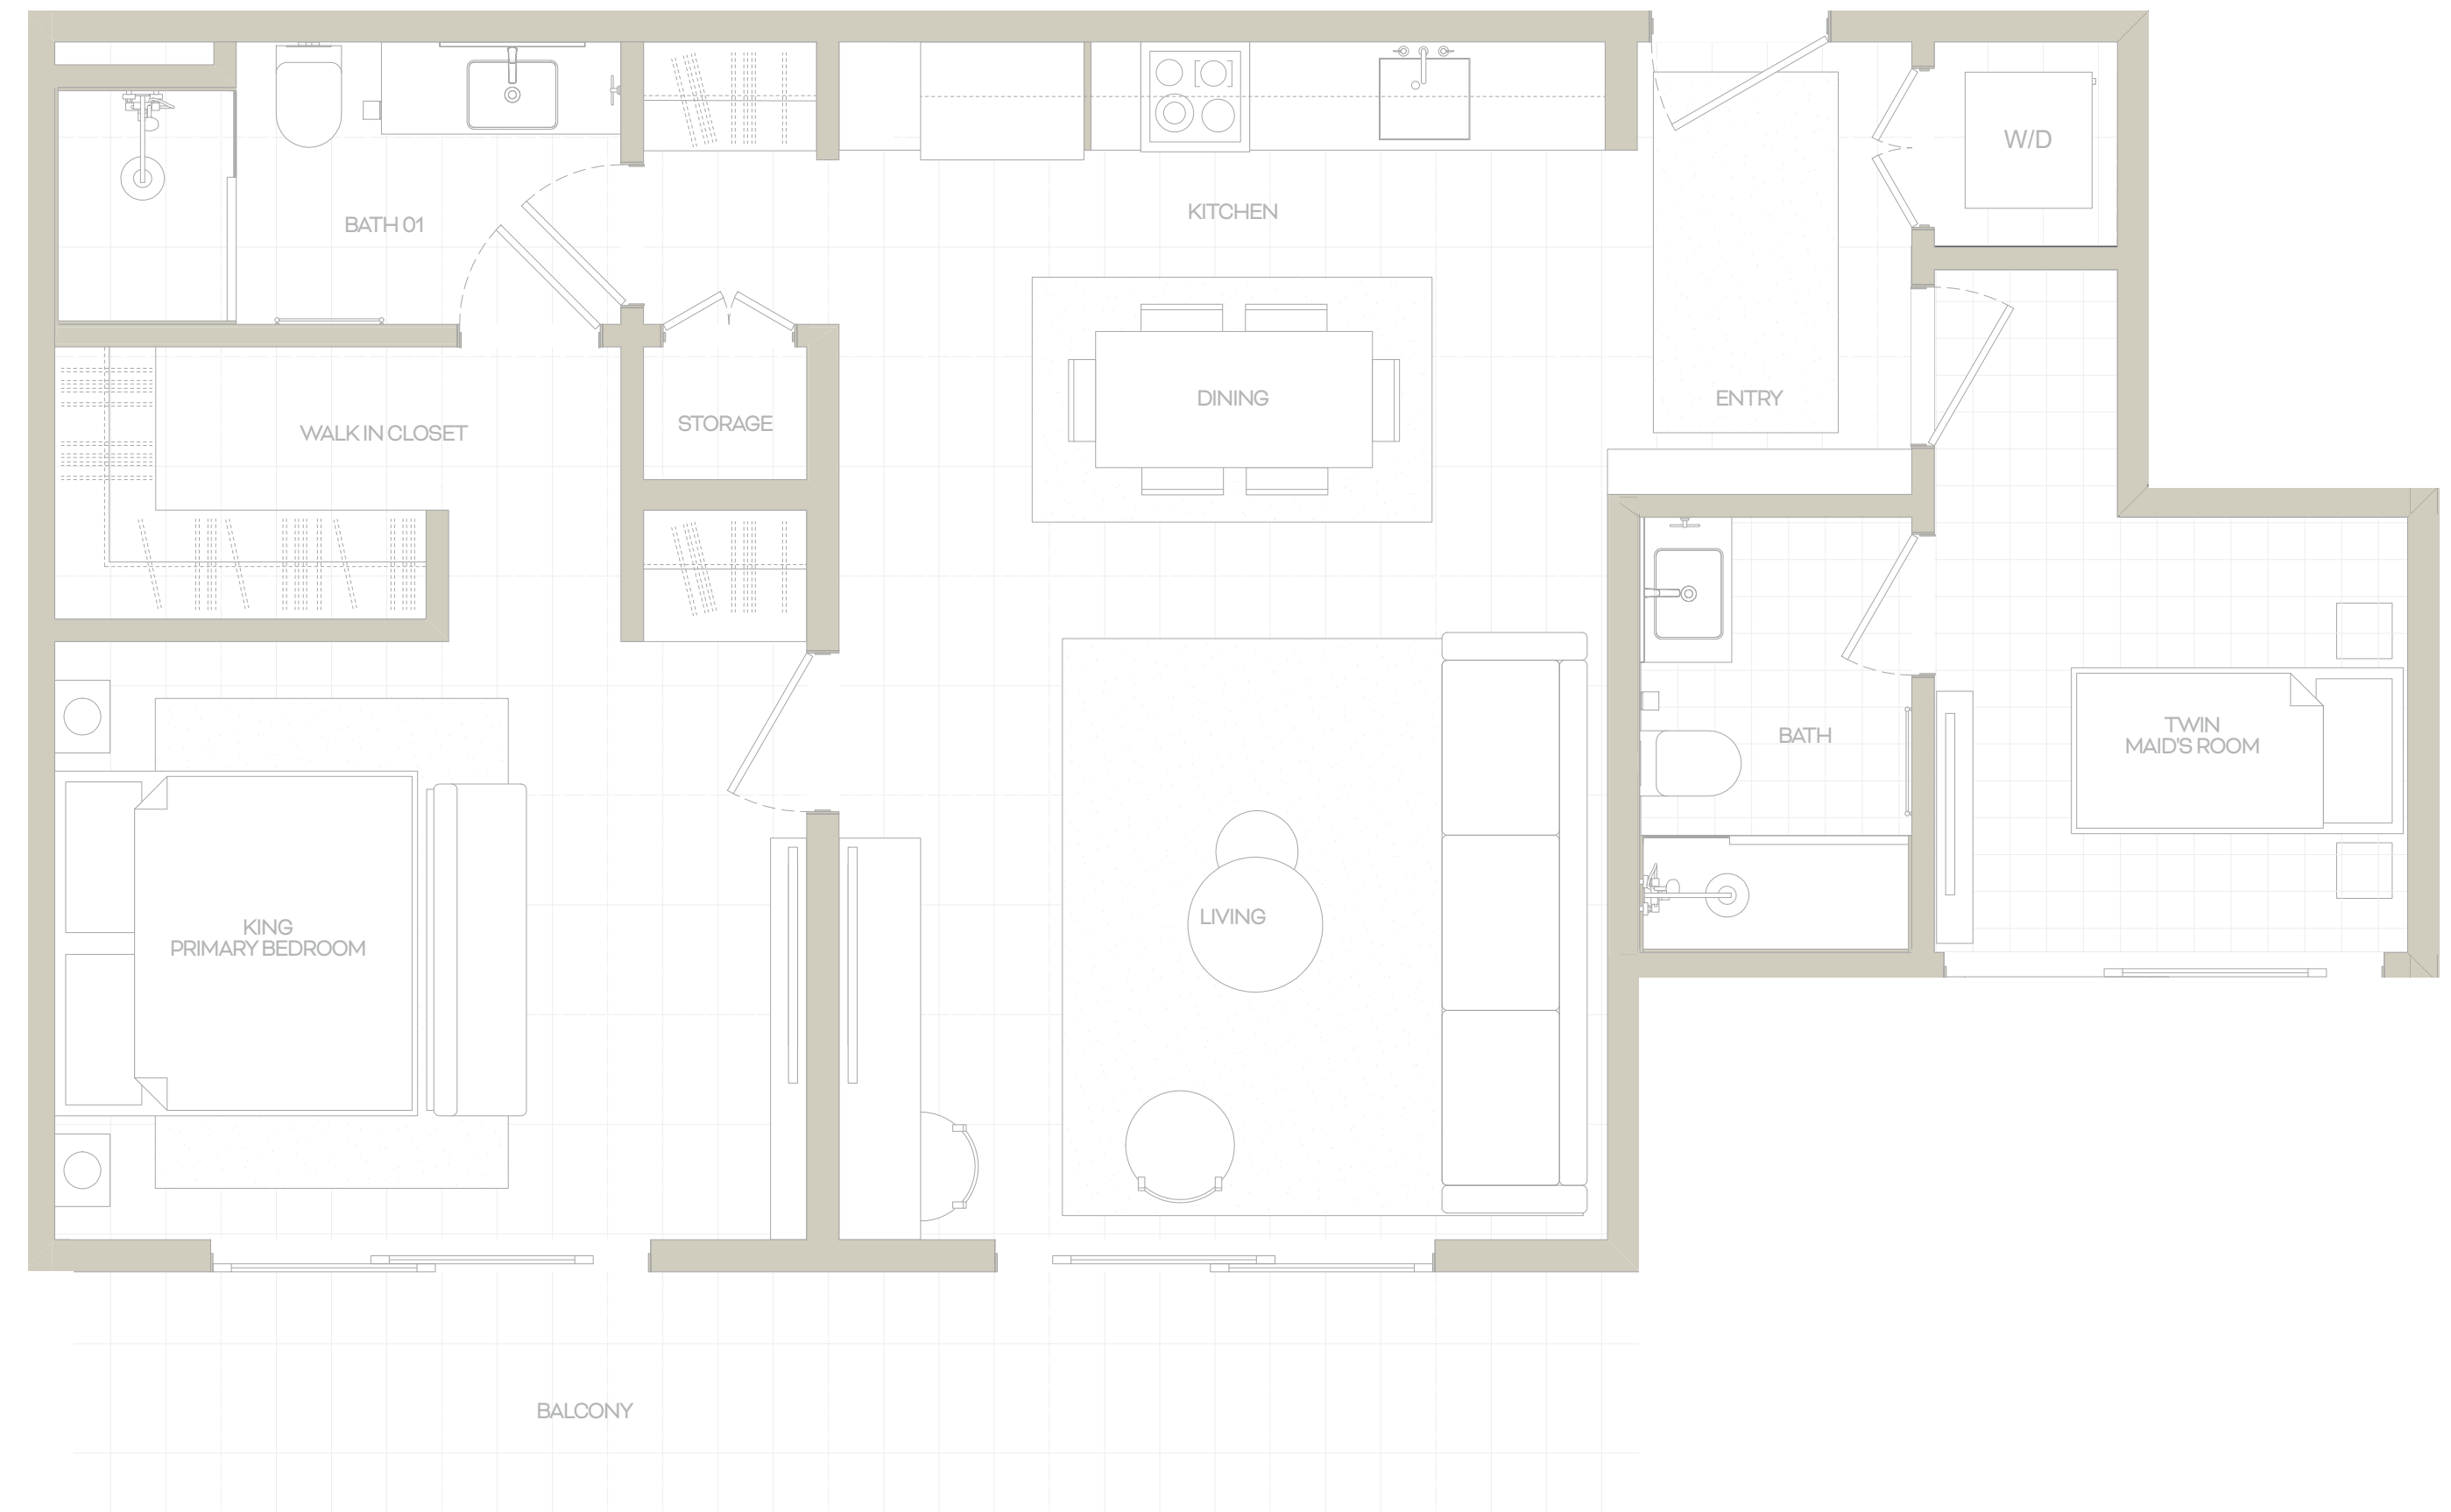 W/D
KITCHEN
BATH 01
DINING
ENTRY
STORAGE
WALK IN CLOSET
TWIN
MAID'S ROOM
BATH
LIVING
KING
PRIMARY BEDROOM
BALCONY